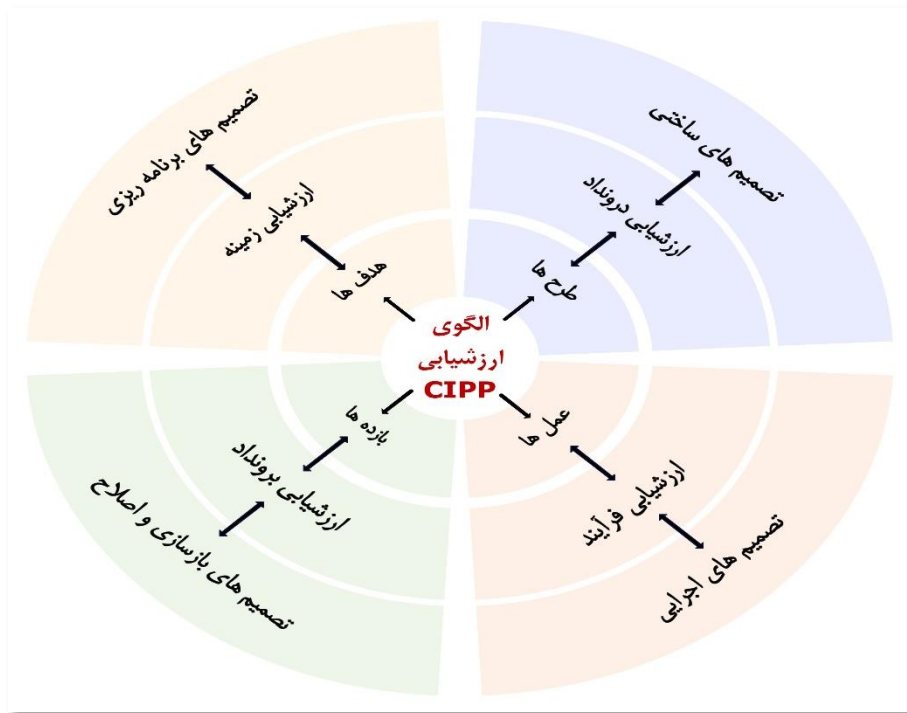 الگوی
ارزشیابی
CIPP
طرح ها
ارزشیابی درونداد
تصمیم های ساختی
هدف ها
ارزشیابی زمینه
تصمیم های برنامه ریزی
عمل ها
ارزشیابی فرآیند
تصمیم های اجرایی
بازده ها
ارزشیابی برونداد
تصمیم های بازسازی و اصلاح